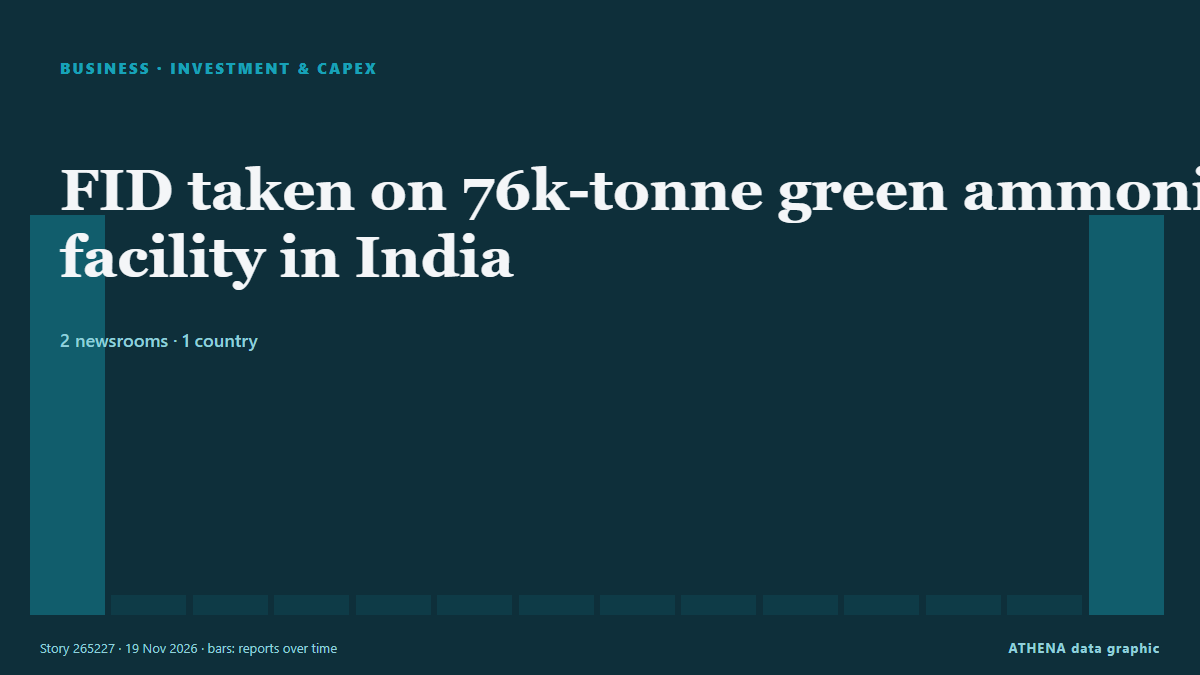 BUSINESS · INVESTMENT & CAPEX
FID taken on 76k-tonne green ammoni
facility in India
2 newsrooms · 1 country
Story 265227 · 19 Nov 2026 · bars: reports over time
ATHENA data graphic